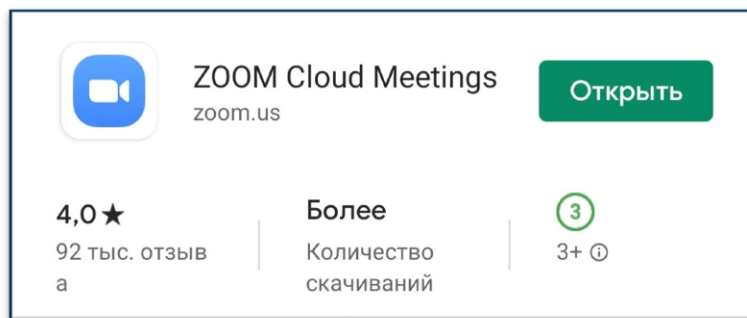 ZOOM Cloud Meetings
zoom.us
Открыть
4,0★
92 тыс. отзыв
а
Более
Количество
скачиваний
3
3+